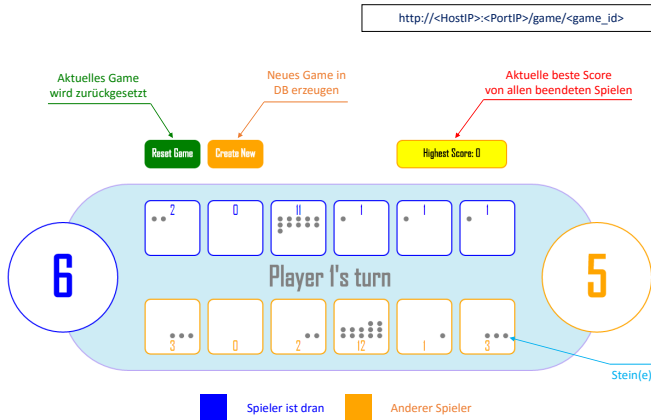 http://<HostIP>:<PortIP>/game/<game_id>
Aktuelles Game
wird zurückgesetzt
Neues Game in
DB erzeugen
Aktuelle beste Score
von allen beendeten Spielen
Reset Game
Create New
Highest Score: 0
2
0
11
1
1
1
6
Player 1's turn
5
3
0
2
12
1
3
Stein(e)
Spieler ist dran
Anderer Spieler